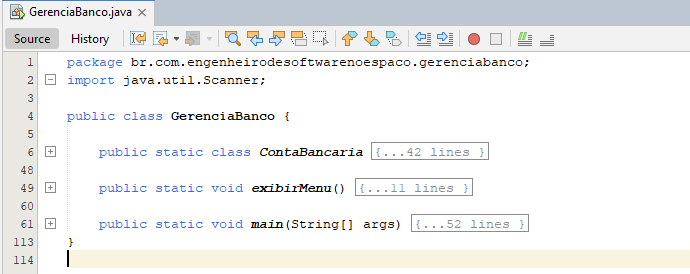 GerenciaBanco.java
Source History
1 package br.com.engenheirodesoftwarenoespaco.gerenciabanco;
2 import java.util.Scanner;
3
4 public class GerenciaBanco {
5
6 public static class ContaBancaria {...42 lines }
48
49 public static void exibirMenu() {...11 lines }
60
61 public static void main(String[] args) {...52 lines }
113 }
114